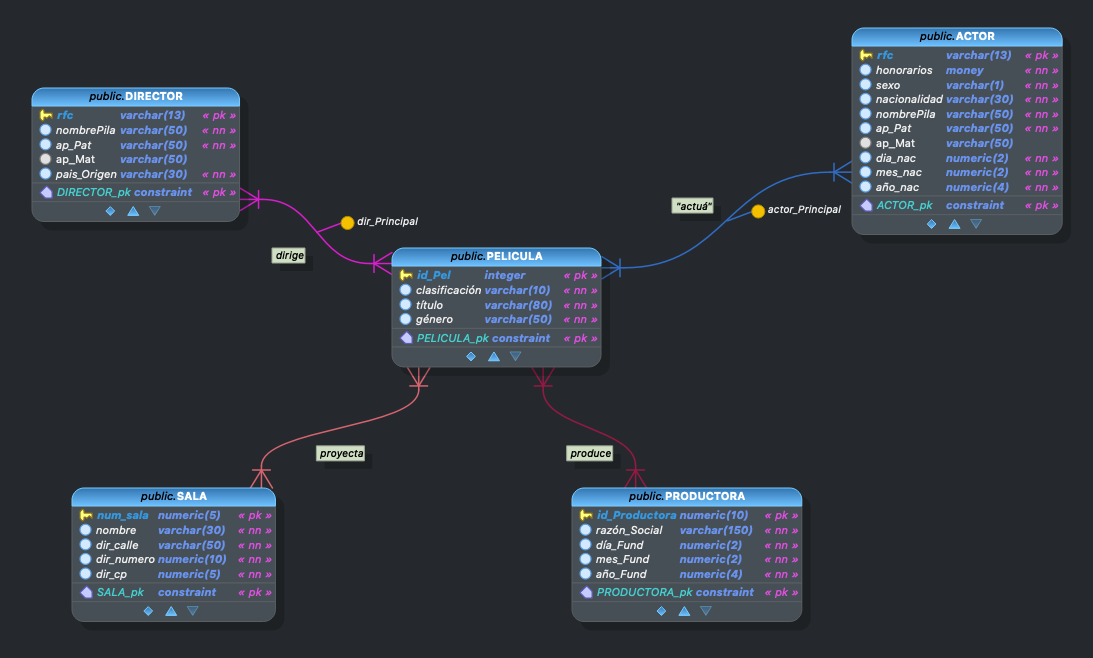 public.DIRECTOR
rfc varchar(13) « pk »
nombrePila varchar(50) « nn »
ap_Pat varchar(50) « nn »
ap_Mat varchar(50)
pais_Origen varchar(30) « nn »
DIRECTOR_pk constraint « pk »
public.ACTOR
rfc varchar(13) « pk »
honorarios money « nn »
sexo varchar(1) « nn »
nacionalidad varchar(30) « nn »
nombrePila varchar(50) « nn »
ap_Pat varchar(50) « nn »
ap_Mat varchar(50)
dia_nac numeric(2) « nn »
mes_nac numeric(2) « nn »
año_nac numeric(4) « nn »
ACTOR_pk constraint « pk »
dir_Principal
dirige
"actuá"
actor_Principal
public.PELICULA
id_Pel integer « pk »
clasificación varchar(10) « nn »
título varchar(80) « nn »
género varchar(50) « nn »
PELICULA_pk constraint « pk »
proyecta
produce
public.SALA
num_sala numeric(5) « pk »
nombre varchar(30) « nn »
dir_calle varchar(50) « nn »
dir_numero numeric(10) « nn »
dir_cp numeric(5) « nn »
SALA_pk constraint « pk »
public.PRODUCTORA
id_Productora numeric(10) « pk »
razón_Social varchar(150) « nn »
día_Fund numeric(2) « nn »
mes_Fund numeric(2) « nn »
año_Fund numeric(4) « nn »
PRODUCTORA_pk constraint « pk »